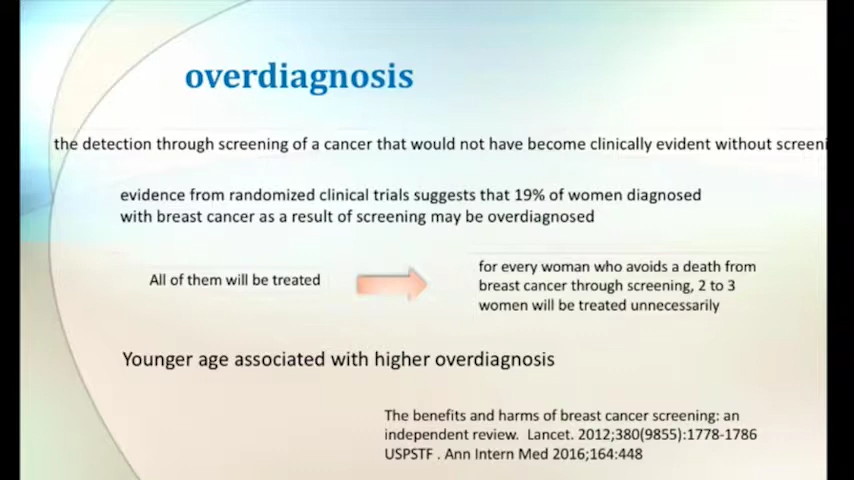 overdiagnosis
the detection through screening of a cancer that would not have become clinically evident without screeni
evidence from randomized clinical trials suggests that 19% of women diagnosed
with breast cancer as a result of screening may be overdiagnosed
All of them will be treated
for every woman who avoids a death from
breast cancer through screening, 2 to 3
women will be treated unnecessarily
Younger age associated with higher overdiagnosis
The benefits and harms of breast cancer screening: an
independent review.  Lancet. 2012;380(9855):1778-1786
USPSTF . Ann Intern Med 2016;164:448